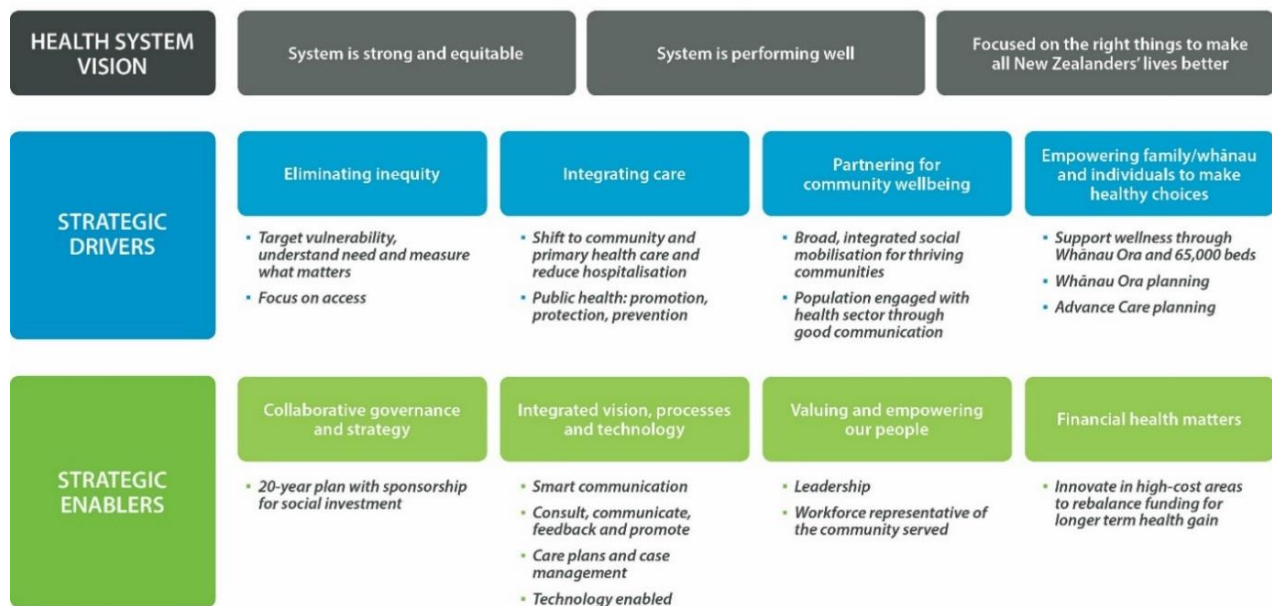 HEALTH SYSTEM
VISION
System is strong and equitable
System is performing well
Focused on the right things to make
all New Zealanders' lives better
STRATEGIC
DRIVERS
Eliminating inequity
▪ Target vulnerability,
understand need and measure
what matters
▪ Focus on access
Integrating care
▪ Shift to community and
primary health care and
reduce hospitalisation
▪ Public health: promotion,
protection, prevention
Partnering for
community wellbeing
▪ Broad, integrated social
mobilisation for thriving
communities
▪ Population engaged with
health sector through
good communication
Empowering family/whānau
and individuals to make
healthy choices
▪ Support wellness through
Whānau Ora and 65,000 beds
▪ Whānau Ora planning
▪ Advance Care planning
STRATEGIC
ENABLERS
Collaborative governance
and strategy
▪ 20-year plan with sponsorship
for social investment
Integrated vision, processes
and technology
▪ Smart communication
▪ Consult, communicate,
feedback and promote
▪ Care plans and case
management
▪ Technology enabled
Valuing and empowering
our people
▪ Leadership
▪ Workforce representative of
the community served
Financial health matters
▪ Innovate in high-cost areas
to rebalance funding for
longer term health gain